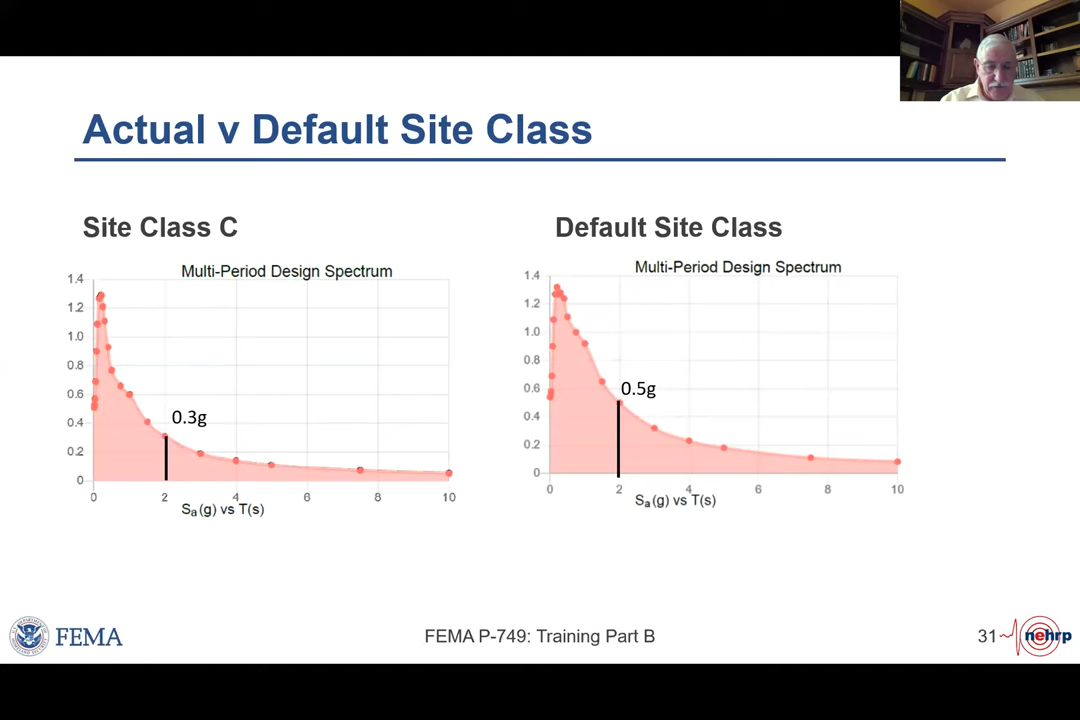 Actual v Default Site Class
Site Class C
Multi-Period Design Spectrum
1.4
1.2
1.0
0.8
0.6
0.4
0.2
0
0.3g
0 2 4 6 8 10
Sa(g) vs T(s)
Default Site Class
Multi-Period Design Spectrum
1.4
1.2
1.0
0.8
0.6
0.4
0.2
0
0.5g
0 2 4 6 8 10
Sa(g) vs T(s)
FEMA
FEMA P-749: Training Part B
31
nehrp